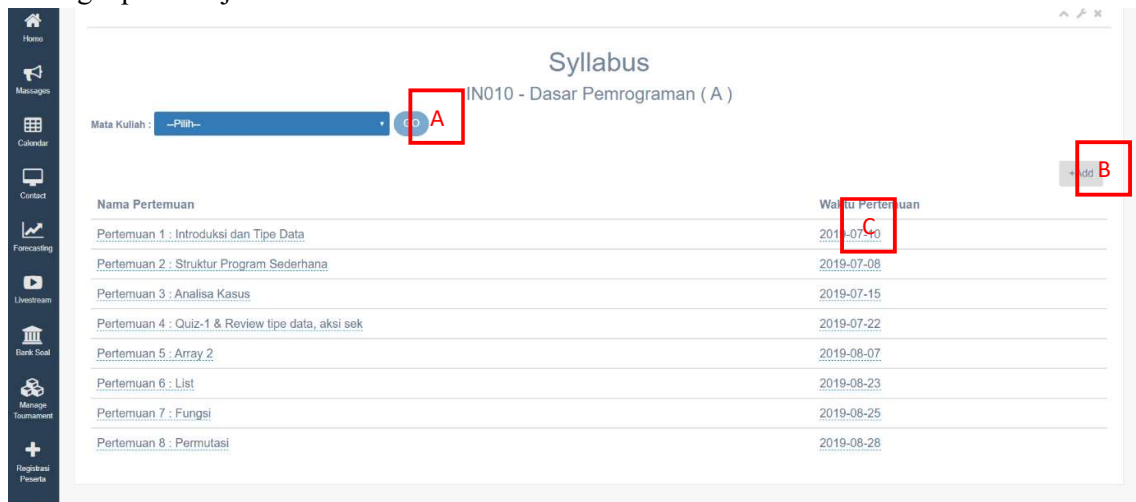 Home
Massages
Calendar
Contact
Forecasting
Livestream
Bank Soal
Manage
Tournament
Registrasi
Peserta
Syllabus
IN010 - Dasar Pemrograman ( A )
Mata Kuliah : --Pilih-- GO A
+Add B
Nama Pertemuan Waktu Pertemuan
C
Pertemuan 1 : Introduksi dan Tipe Data 2019-07-10
Pertemuan 2 : Struktur Program Sederhana 2019-07-08
Pertemuan 3 : Analisa Kasus 2019-07-15
Pertemuan 4 : Quiz-1 & Review tipe data, aksi sek 2019-07-22
Pertemuan 5 : Array 2 2019-08-07
Pertemuan 6 : List 2019-08-23
Pertemuan 7 : Fungsi 2019-08-25
Pertemuan 8 : Permutasi 2019-08-28